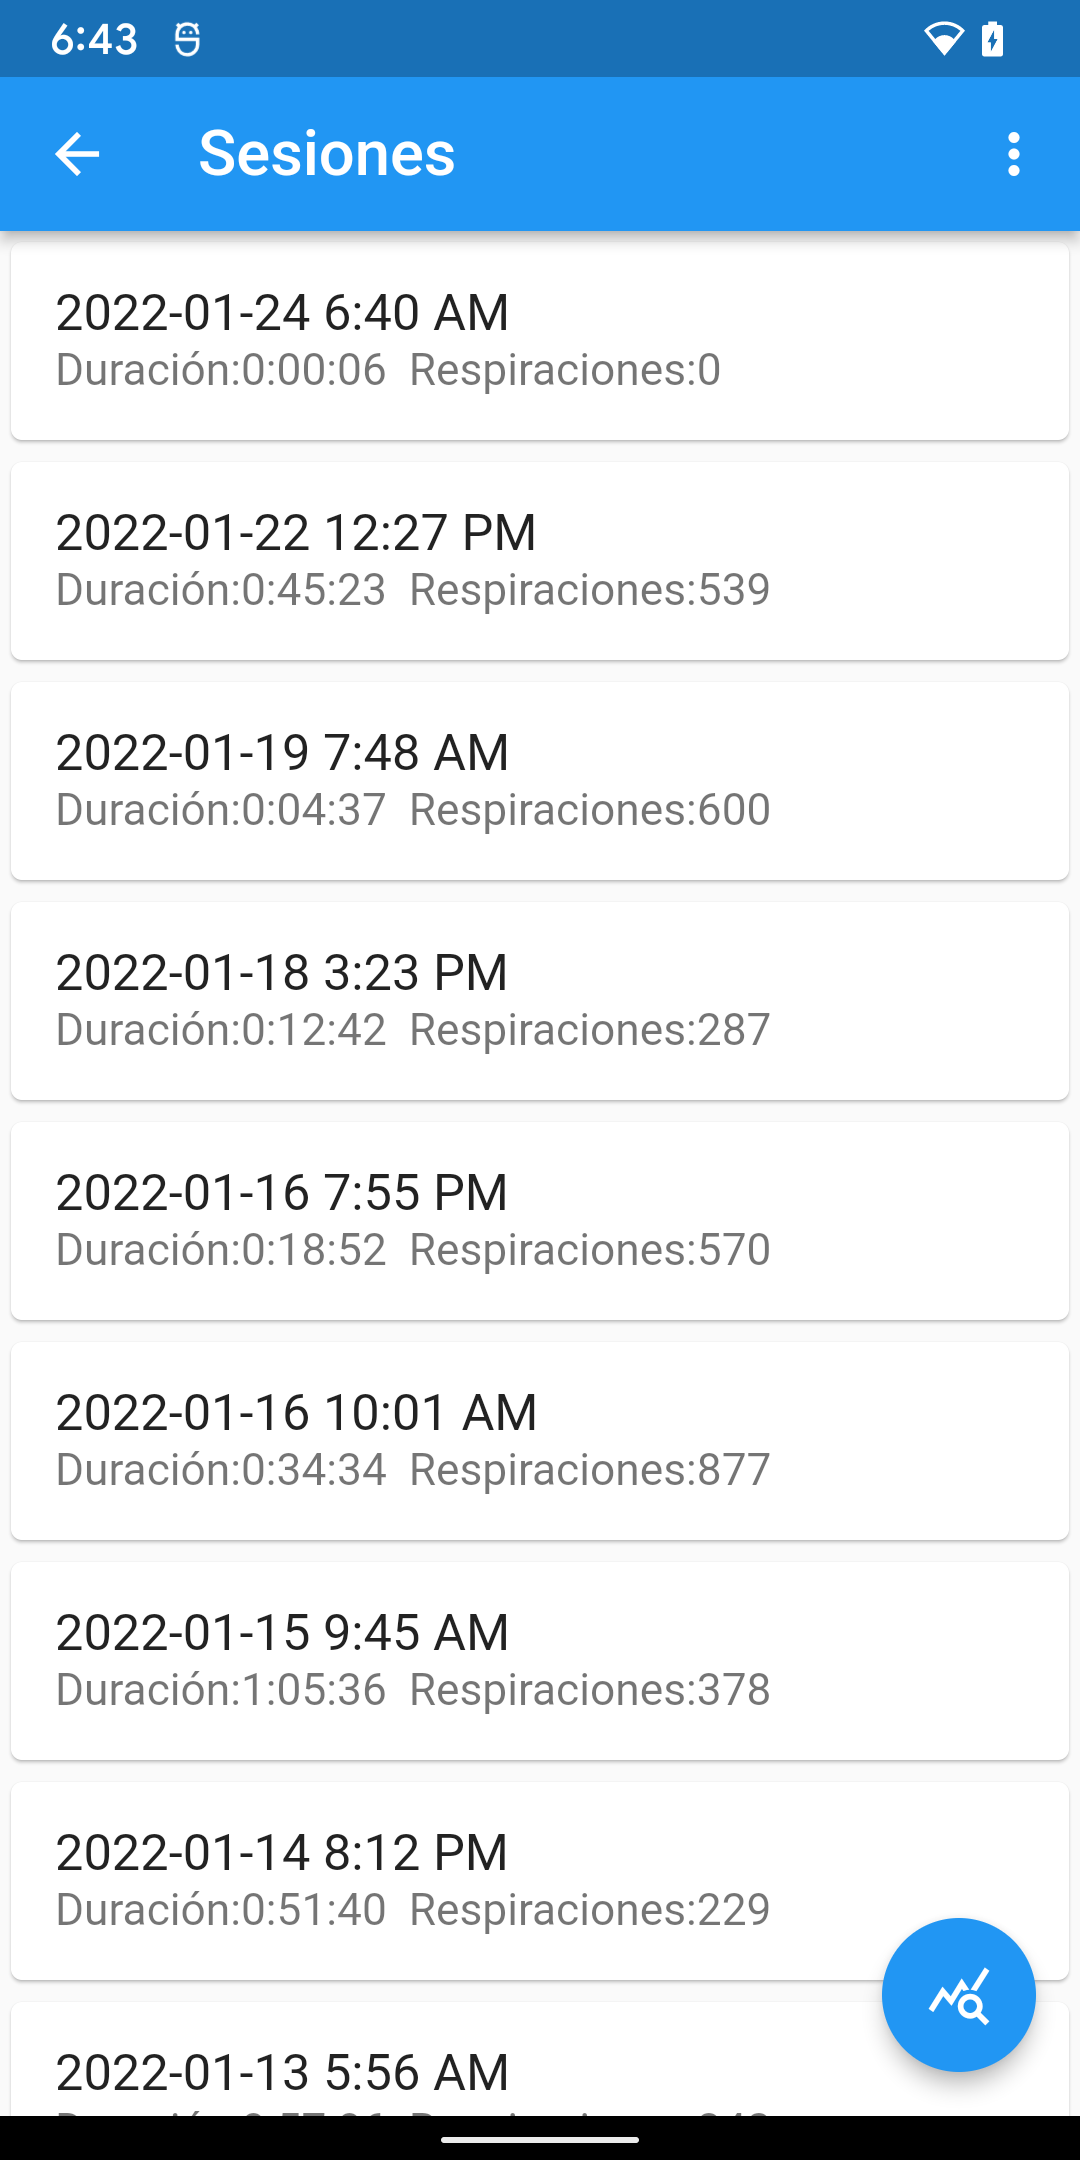 6:43
Sesiones
2022-01-24 6:40 AM
Duración:0:00:06 Respiraciones:0
2022-01-22 12:27 PM
Duración:0:45:23 Respiraciones:539
2022-01-19 7:48 AM
Duración:0:04:37 Respiraciones:600
2022-01-18 3:23 PM
Duración:0:12:42 Respiraciones:287
2022-01-16 7:55 PM
Duración:0:18:52 Respiraciones:570
2022-01-16 10:01 AM
Duración:0:34:34 Respiraciones:877
2022-01-15 9:45 AM
Duración:1:05:36 Respiraciones:378
2022-01-14 8:12 PM
Duración:0:51:40 Respiraciones:229
2022-01-13 5:56 AM